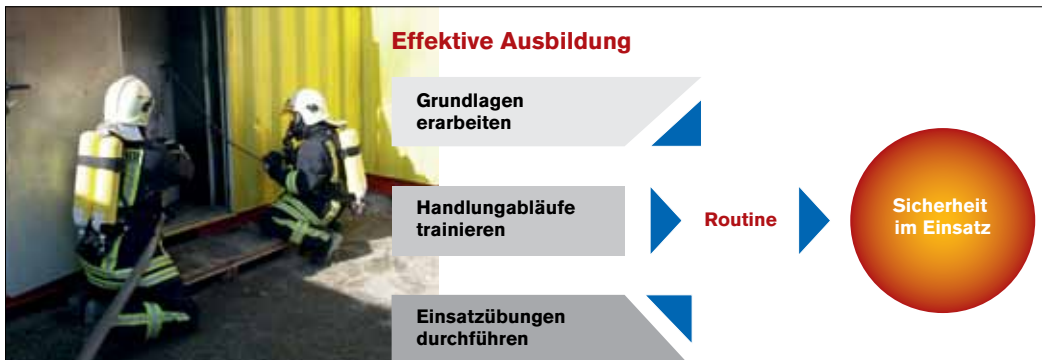 Effektive Ausbildung
Grundlagen
erarbeiten
Handlungabläufe
trainieren
Routine
Sicherheit
im Einsatz
Einsatzübungen
durchführen